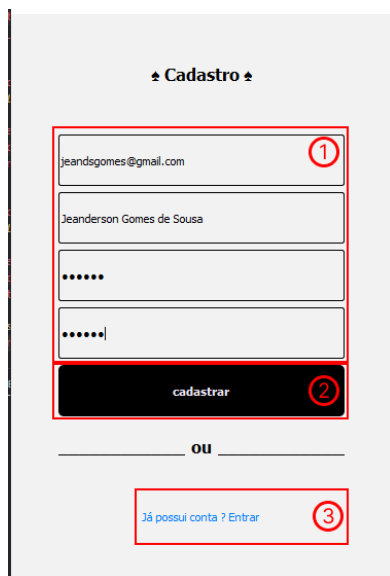 ♠ Cadastro ♠
1
jeandsgomes@gmail.com
Jeanderson Gomes de Sousa
••••••
••••••
cadastrar
2
ou
Já possui conta ? Entrar
3